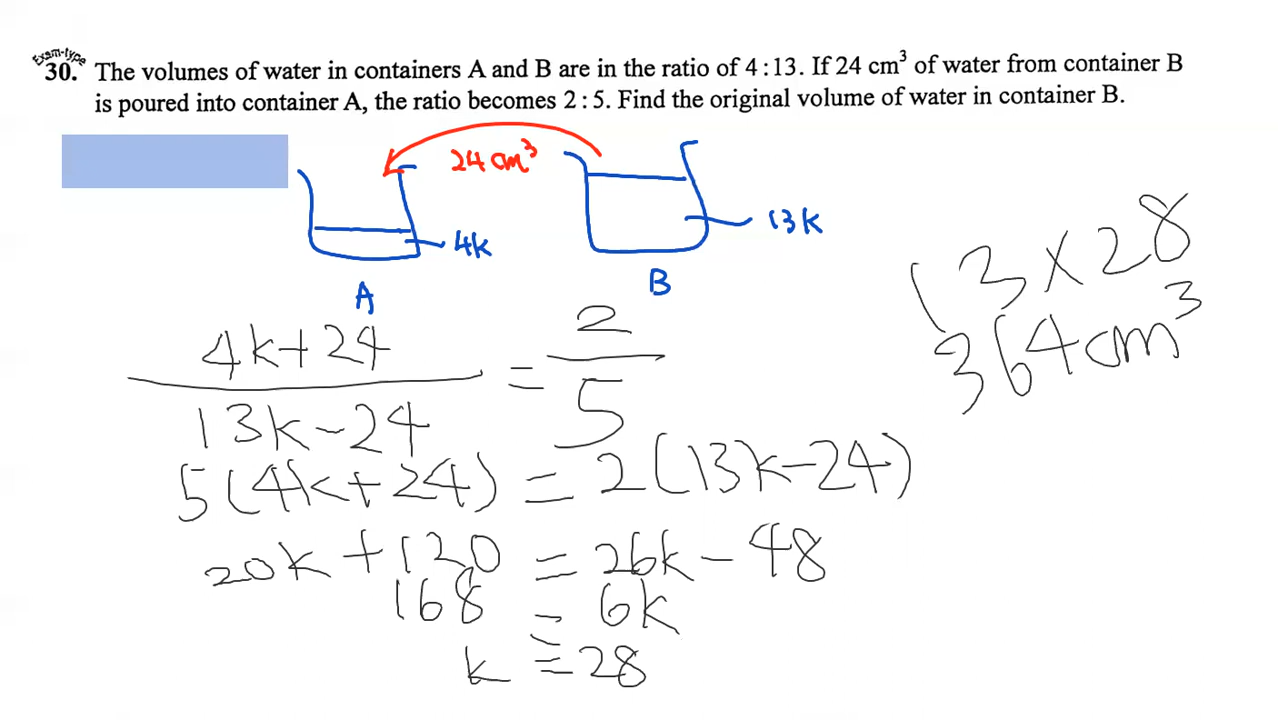 Exam-type
30. The volumes of water in containers A and B are in the ratio of 4 : 13. If 24 cm³ of water from container B
is poured into container A, the ratio becomes 2 : 5. Find the original volume of water in container B.
24 cm³
4k
13k
A
B
4k+24
13k-24
=
2
5
5(4k+24) = 2(13k-24)
20k+120 = 26k-48
168 = 6k
k = 28
13×28
364cm³